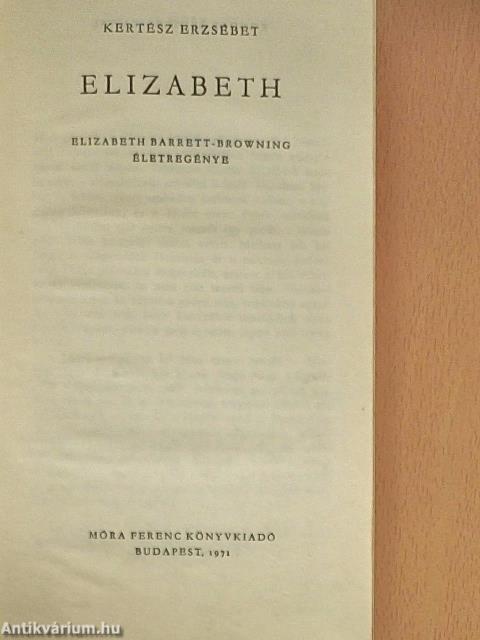 KERTÉSZ ERZSÉBET
ELIZABETH
ELIZABETH BARRETT-BROWNING
ÉLETREGÉNYE
MÓRA FERENC KÖNYVKIADÓ
BUDAPEST, 1971
Antikvárium.hu